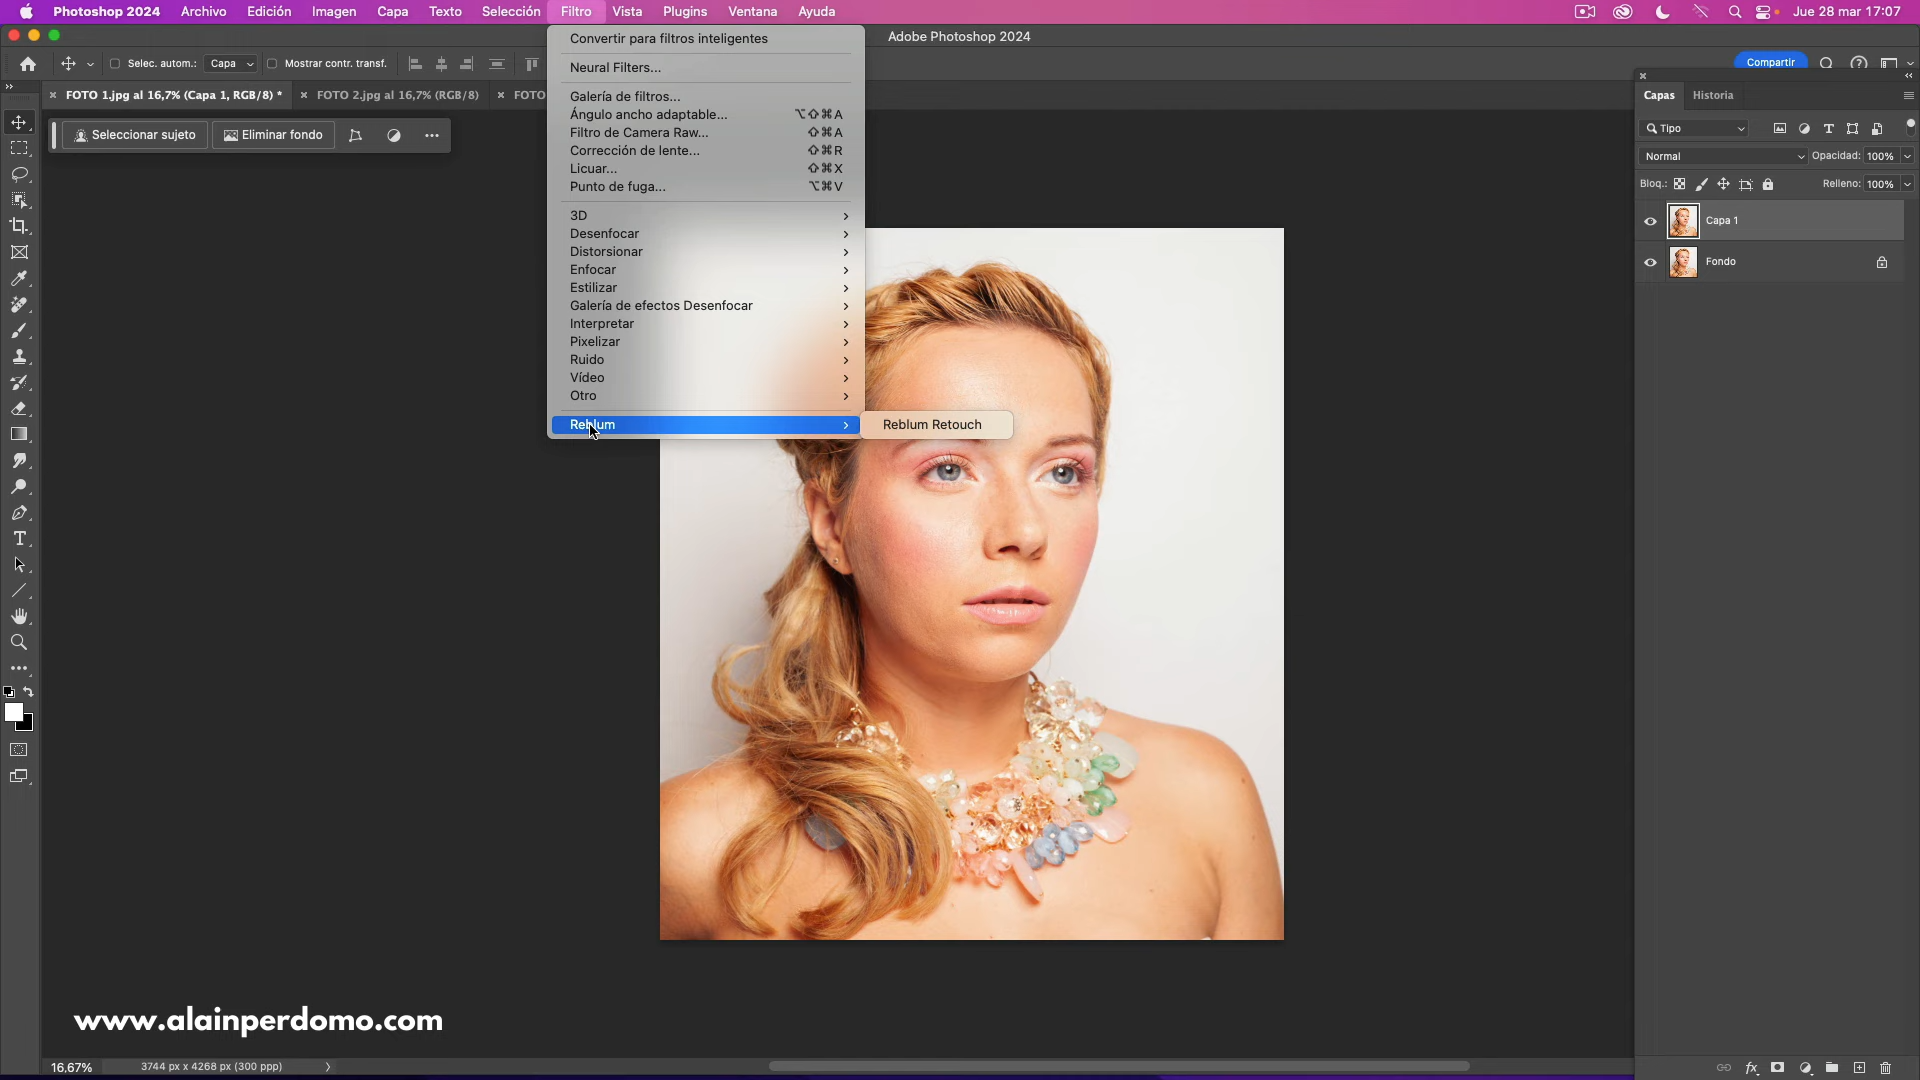 Photoshop 2024 Archivo Edición Imagen Capa Texto Selección Filtro Vista Plugins Ventana Ayuda Jue 28 mar 17:07
Adobe Photoshop 2024
Selec. autom.: Capa Mostrar contr. transf. Compartir
FOTO 1.jpg al 16,7% (Capa 1, RGB/8) * FOTO 2.jpg al 16,7% (RGB/8) FOTO
Seleccionar sujeto Eliminar fondo
Convertir para filtros inteligentes
Neural Filters...
Galería de filtros...
Ángulo ancho adaptable... ⌥⇧⌘A
Filtro de Camera Raw... ⇧⌘A
Corrección de lente... ⇧⌘R
Licuar... ⇧⌘X
Punto de fuga... ⌥⌘V
3D
Desenfocar
Distorsionar
Enfocar
Estilizar
Galería de efectos Desenfocar
Interpretar
Pixelizar
Ruido
Vídeo
Otro
Reblum
Reblum Retouch
Capas Historia
Tipo
Normal Opacidad: 100%
Bloq.: Relleno: 100%
Capa 1
Fondo
www.alainperdomo.com
16,67% 3744 px x 4268 px (300 ppp)